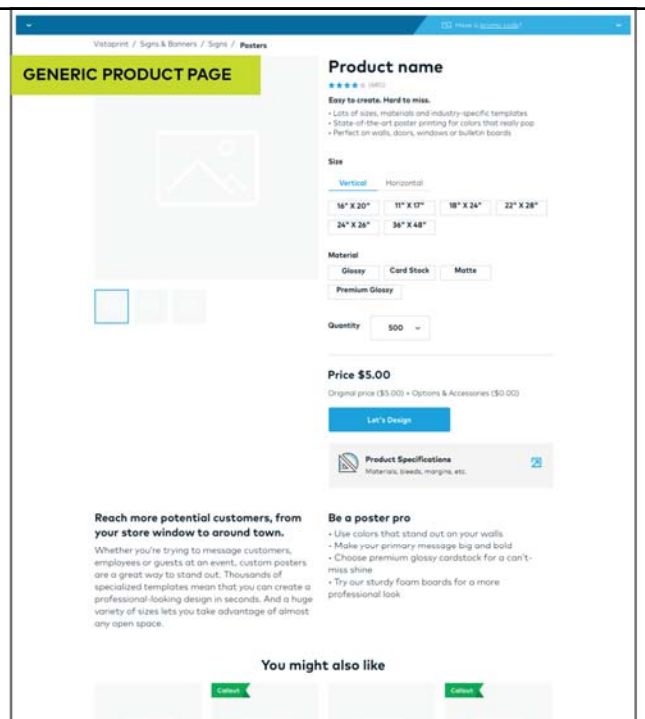 Have a promo code?
Vistaprint / Signs & Banners / Signs / Posters
GENERIC PRODUCT PAGE
Product name
Easy to create. Hard to miss.
• Lots of sizes, materials and industry-specific templates
• State-of-the-art poster printing for colors that really pop
• Perfect on walls, doors, windows or bulletin boards
Size
Vertical Horizontal
16" X 20" 11" X 17" 18" X 24" 22" X 28"
24" X 26" 36" X 48"
Material
Glossy Card Stock Matte
Premium Glossy
Quantity 500
Price $5.00
Original price ($5.00) + Options & Accessories ($0.00)
Let's Design
Product Specifications
Materials, bleeds, margins, etc.
Reach more potential customers, from
your store window to around town.
Whether you're trying to message customers,
employees or guests at an event, custom posters
are a great way to stand out. Thousands of
specialized templates mean that you can create a
professional-looking design in seconds. And a huge
variety of sizes lets you take advantage of almost
any open space.
Be a poster pro
• Use colors that stand out on your walls
• Make your primary message big and bold
• Choose premium glossy cardstock for a can't-
miss shine
• Try our sturdy foam boards for a more
professional look
You might also like
Callout Callout